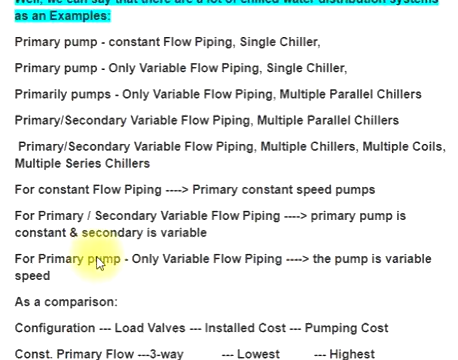 Well, we can say that there are a lot of chilled water distribution systems
as an Examples:
Primary pump - constant Flow Piping, Single Chiller,
Primary pump - Only Variable Flow Piping, Single Chiller,
Primarily pumps - Only Variable Flow Piping, Multiple Parallel Chillers
Primary/Secondary Variable Flow Piping, Multiple Parallel Chillers
Primary/Secondary Variable Flow Piping, Multiple Chillers, Multiple Coils,
Multiple Series Chillers
For constant Flow Piping ----> Primary constant speed pumps
For Primary / Secondary Variable Flow Piping ----> primary pump is
constant & secondary is variable
For Primary pump - Only Variable Flow Piping ----> the pump is variable
speed
As a comparison:
Configuration --- Load Valves --- Installed Cost --- Pumping Cost
Const. Primary Flow ---3-way --- Lowest --- Highest